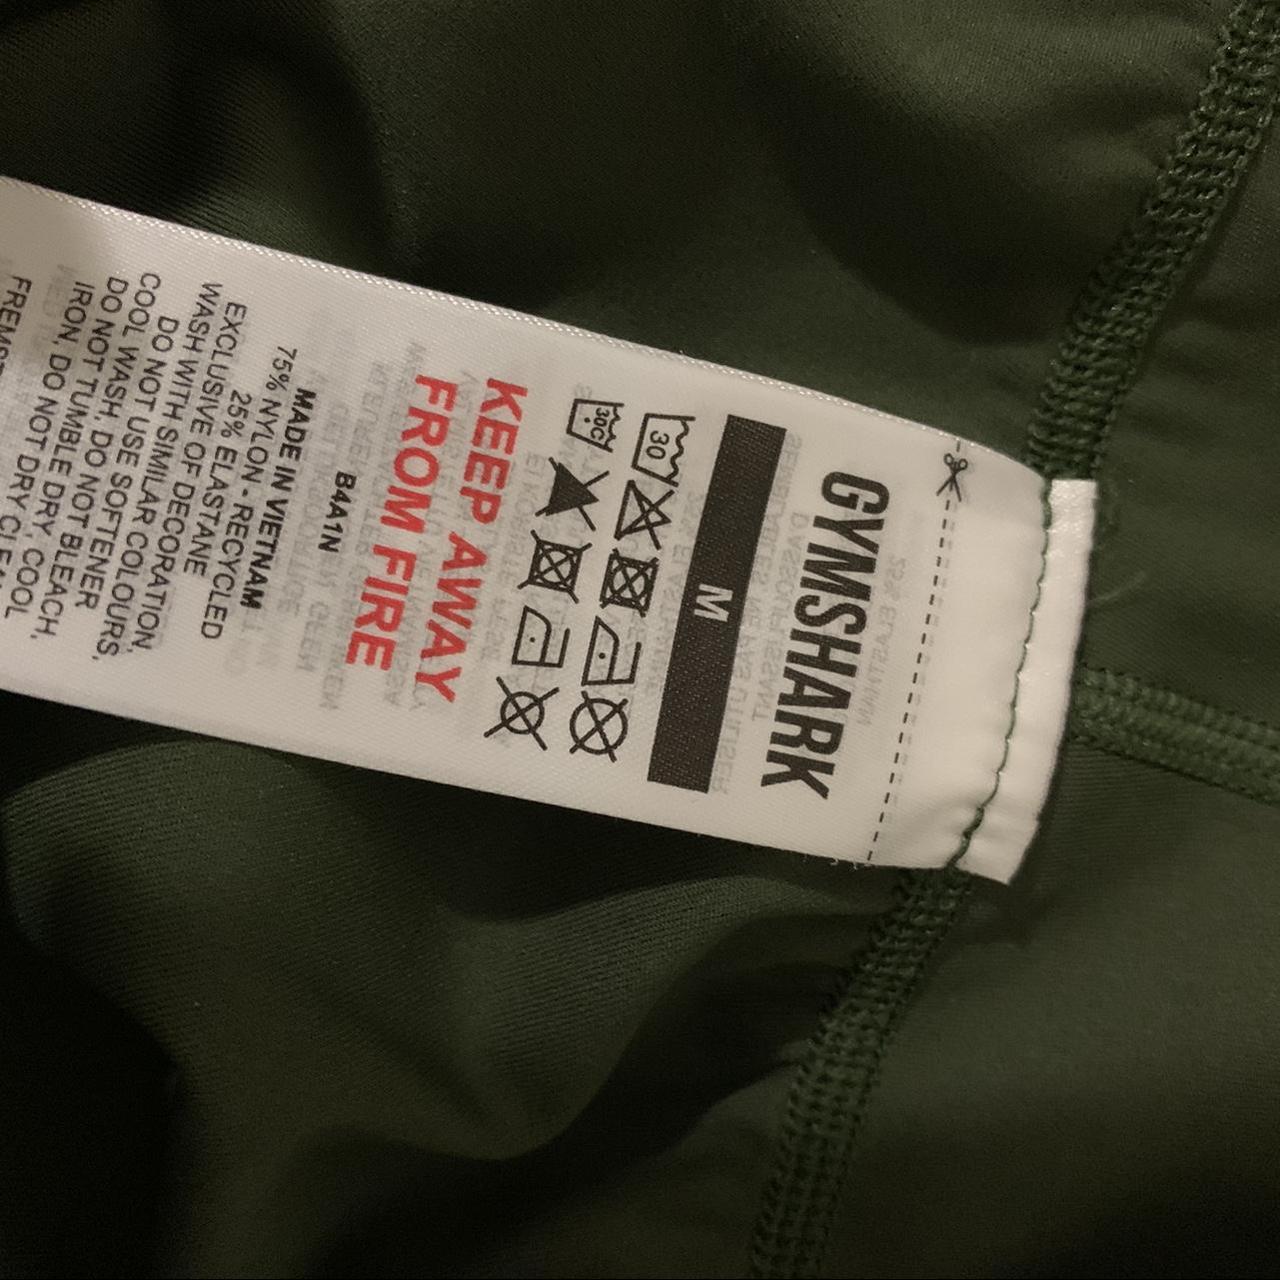 GYMSHARK
M
30
30C
KEEP AWAY
FROM FIRE
B4A1N
MADE IN VIETNAM
75% NYLON - RECYCLED
25% ELASTANE
EXCLUSIVE OF DECORATION,
WASH WITH SIMILAR COLOURS,
DO NOT USE SOFTENER
COOL WASH, DO NOT BLEACH,
DO NOT TUMBLE DRY, COOL
IRON, DO NOT DRY CLEAN